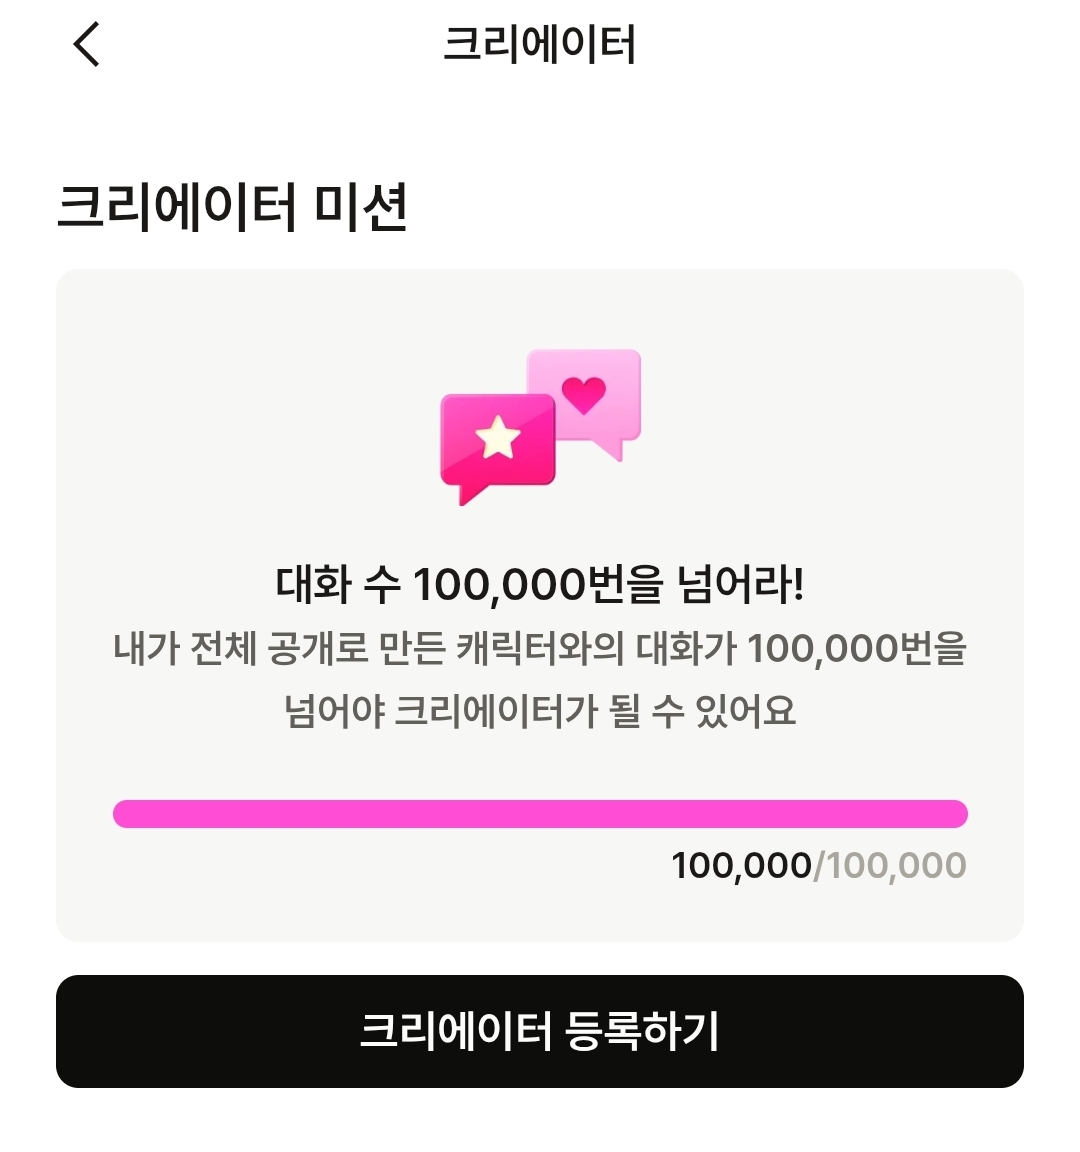 크리에이터
크리에이터 미션
대화 수 100,000번을 넘어라!
내가 전체 공개로 만든 캐릭터와의 대화가 100,000번을
넘어야 크리에이터가 될 수 있어요
100,000/100,000
크리에이터 등록하기